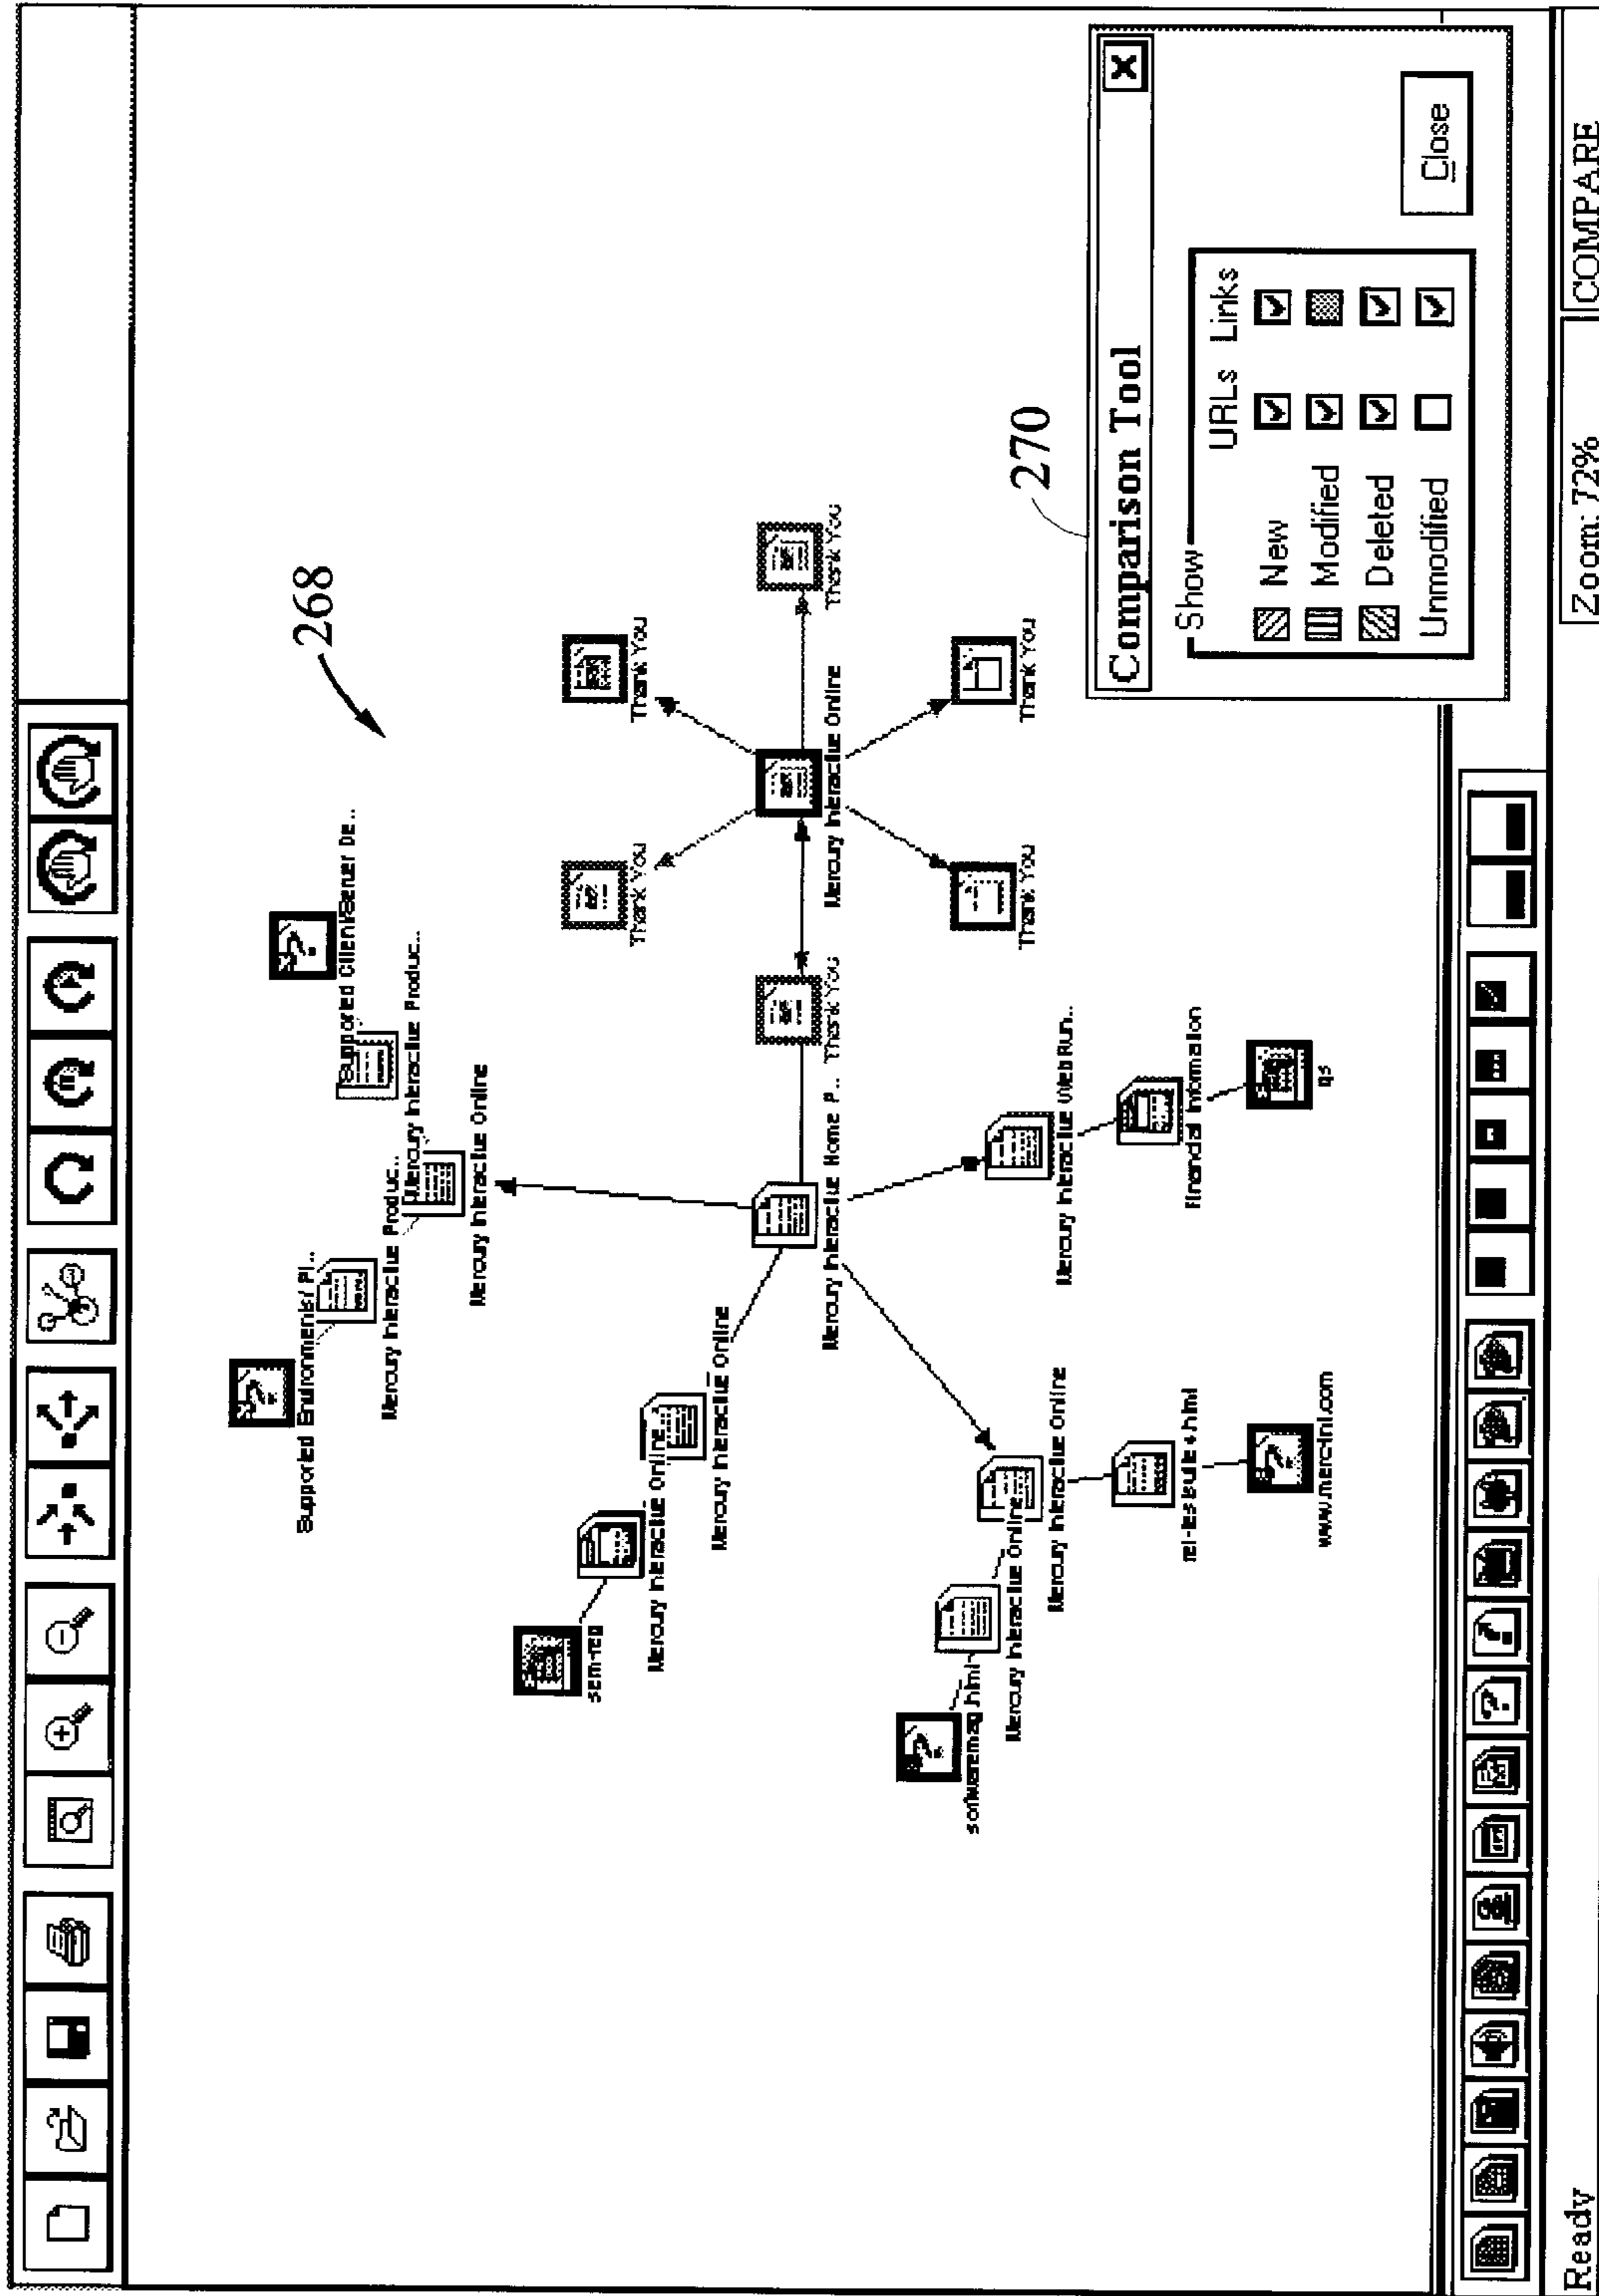 268
Supported Client/Server De...
Mercury Interactive Produc...
Supported Environments/ Pl...
Mercury Interactive Produc...
Mercury Interactive Online
Thank You
Thank You
sem-reg
Mercury Interactive Online
Mercury Interactive Online
Mercury Interactive Home P...
Thank You
Mercury Interactive Online
Thank You
softwaremag.html
Mercury Interactive Online
Mercury Interactive Online
Mercury Interactive Web Run...
Thank You
Thank You
Financial Information
www.merc-int.com
qs
270
Comparison Tool
Show
URLs Links
New
Modified
Deleted
Unmodified
Close
Ready
Zoom: 72%
COMPARE